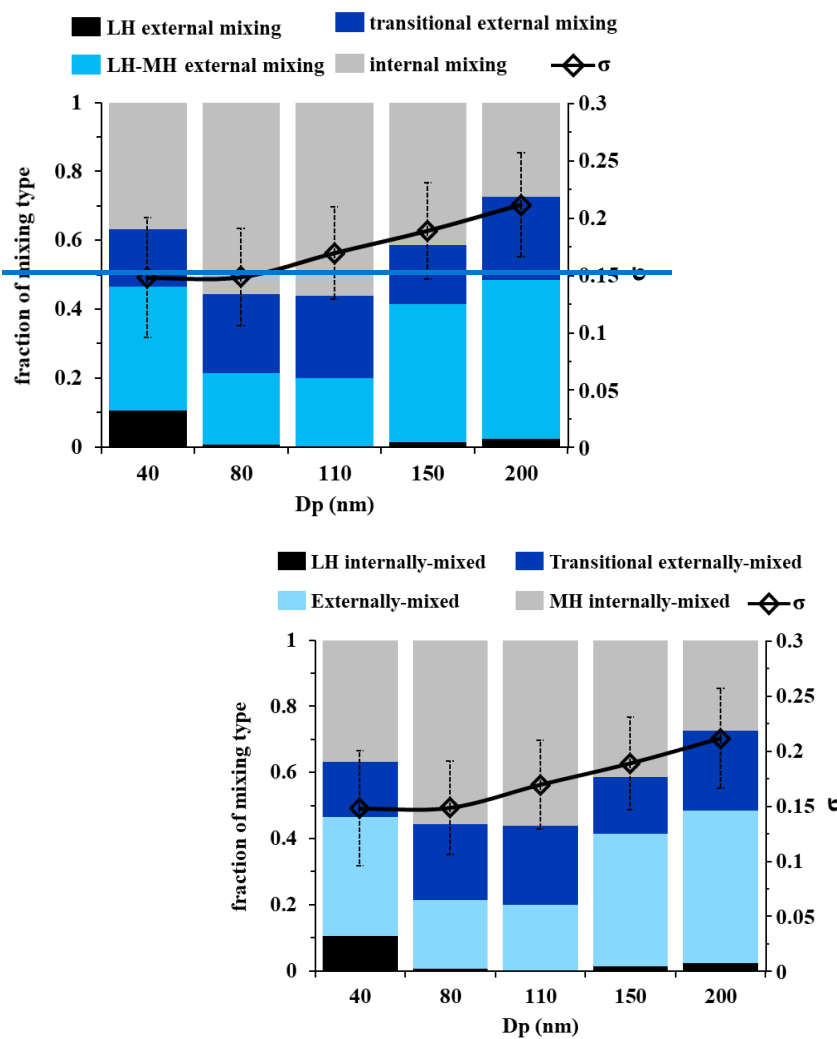 LH external mixing
transitional external mixing
LH-MH external mixing
internal mixing
σ
1
0.8
0.6
0.4
0.2
0
fraction of mixing type
0.3
0.25
0.2
0.15
0.1
0.05
0
40 80 110 150 200
Dp (nm)
LH internally-mixed
Transitional externally-mixed
Externally-mixed
MH internally-mixed
σ
1
0.8
0.6
0.4
0.2
0
fraction of mixing type
0.3
0.25
0.2
0.15
0.1
0.05
0
σ
40 80 110 150 200
Dp (nm)